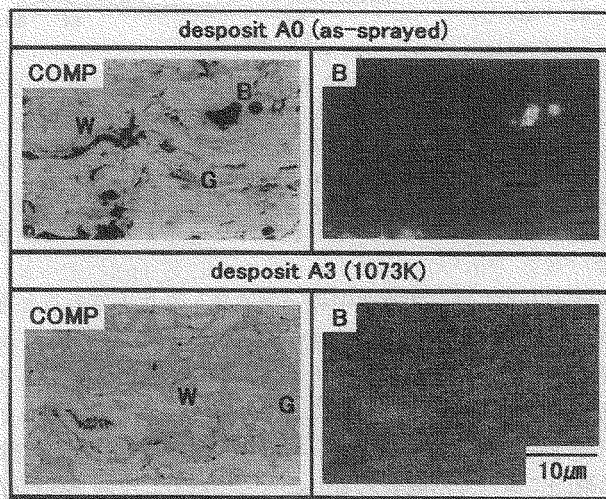 desposit A0 (as-sprayed)
COMP
B
W
G
B
desposit A3 (1073K)
COMP
W
G
B
10μm